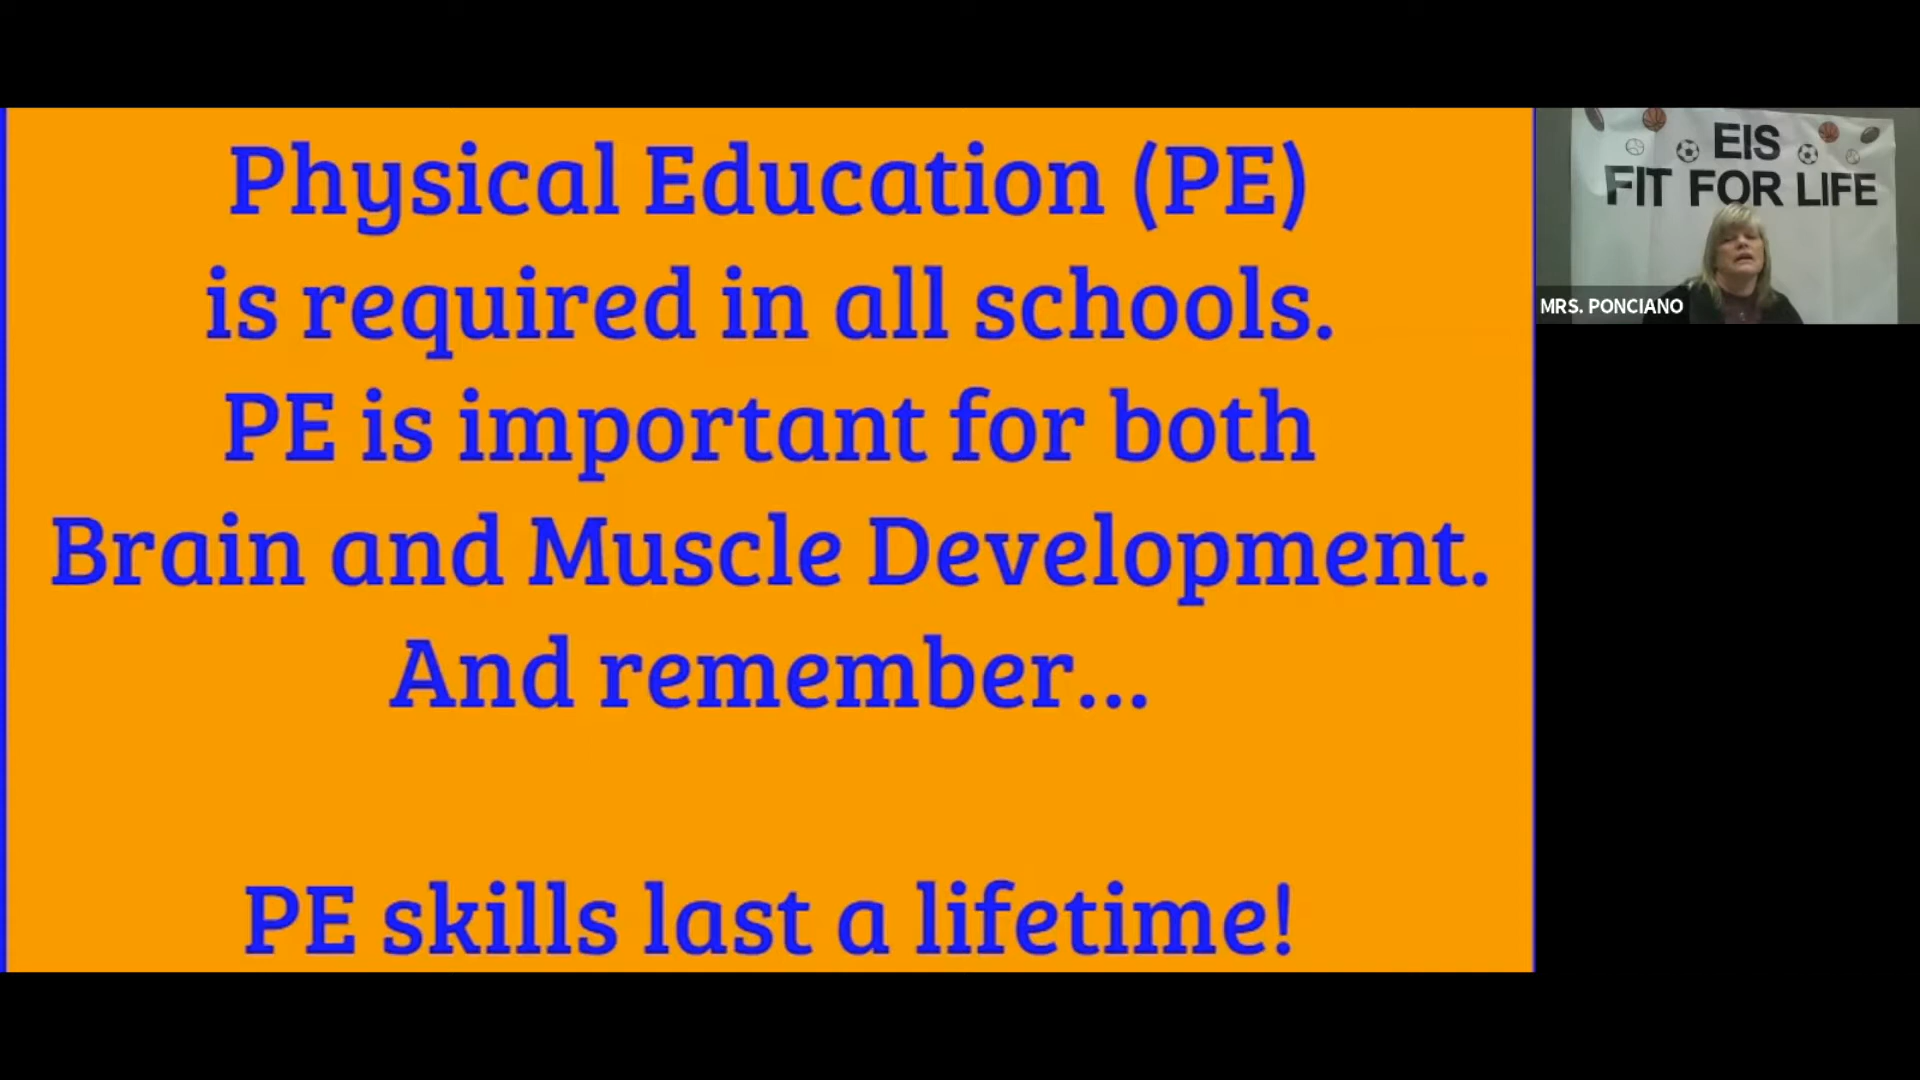 Physical Education (PE)
is required in all schools.
PE is important for both
Brain and Muscle Development.
And remember...
PE skills last a lifetime!
EIS
FIT FOR LIFE
MRS. PONCIANO